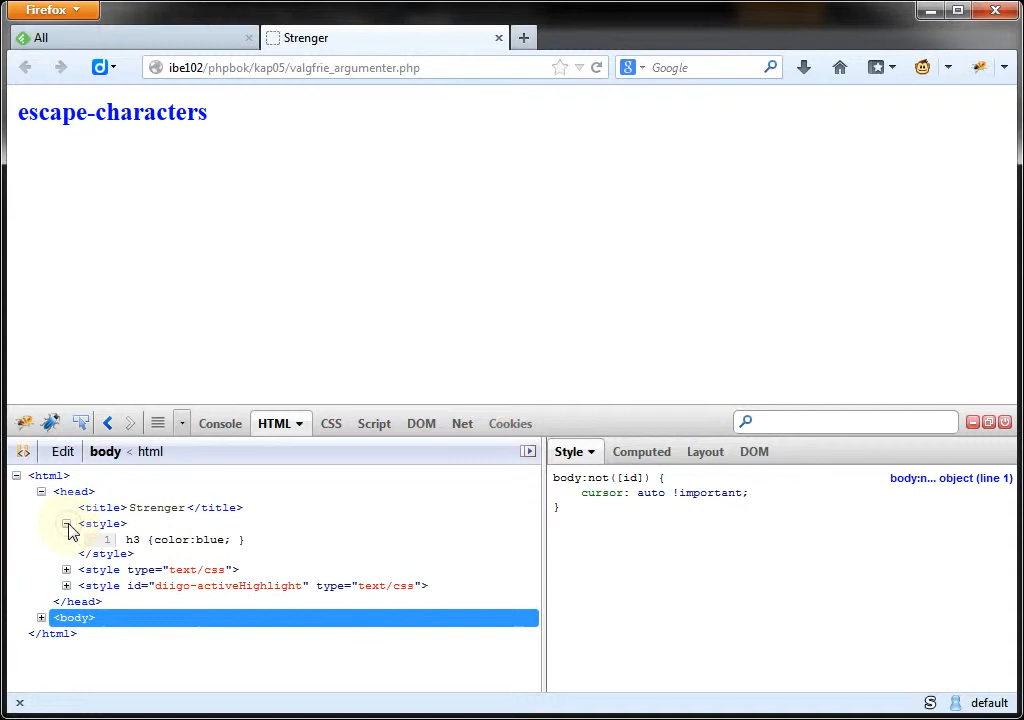 Firefox
All
Strenger
ibe102/phpbok/kap05/valgfrie_argumenter.php
Google
escape-characters
Console HTML CSS Script DOM Net Cookies
Edit body < html
Style Computed Layout DOM
<html>
<head>
<title>Strenger</title>
<style>
1 h3 {color:blue; }
</style>
<style type="text/css">
<style id="diigo-activeHighlight" type="text/css">
</head>
<body>
</html>
body:not([id]) { body:n... object (line 1)
cursor: auto !important;
}
default